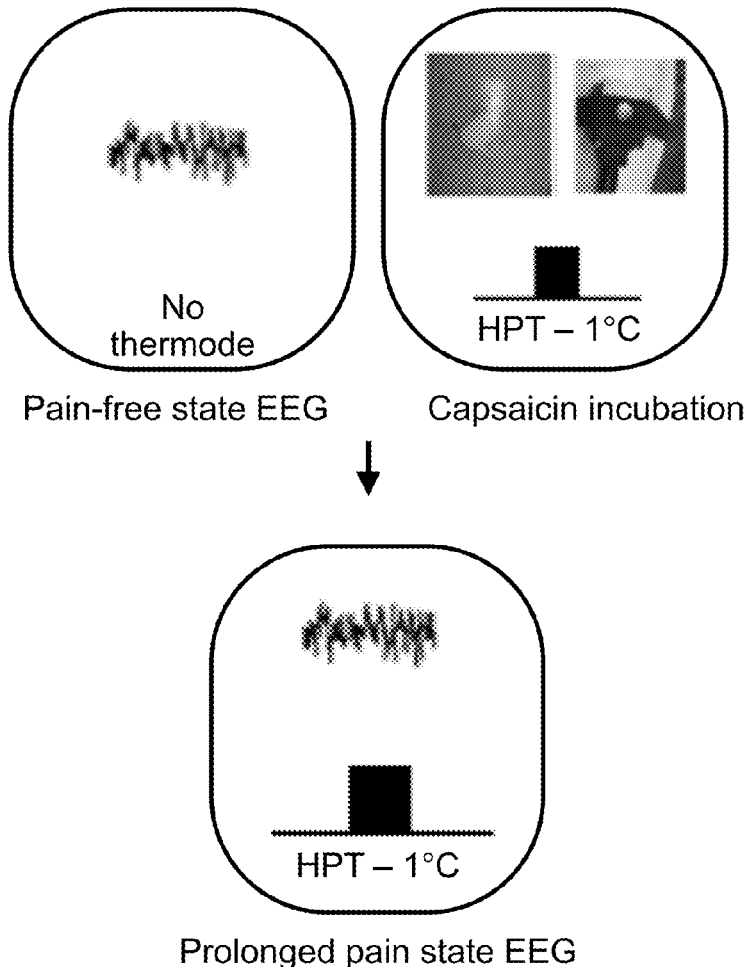 No
thermode
Pain-free state EEG
HPT – 1°C
Capsaicin incubation
HPT – 1°C
Prolonged pain state EEG